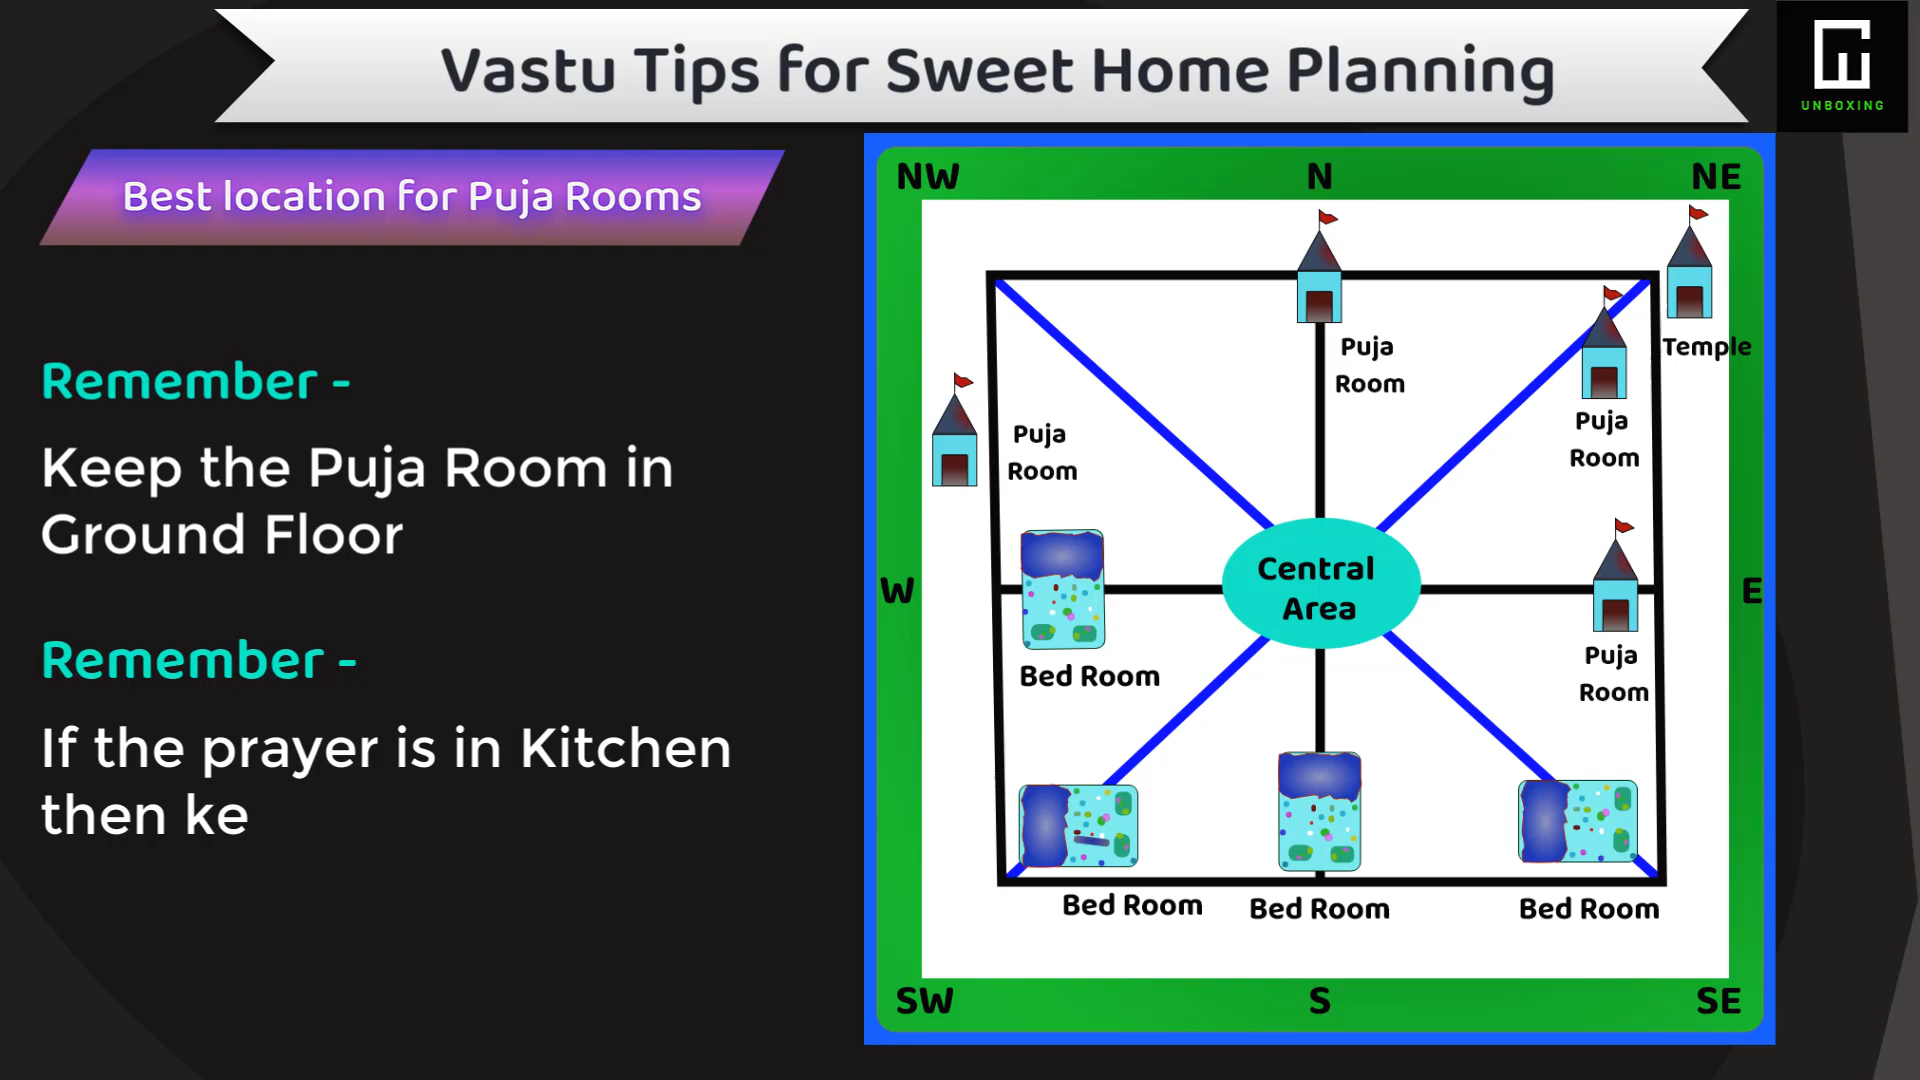 Vastu Tips for Sweet Home Planning
UNBOXING
Best location for Puja Rooms
Remember -
Keep the Puja Room in
Ground Floor
Remember -
If the prayer is in Kitchen
then ke
NW
N
NE
Puja
Room
Temple
Puja
Room
Puja
Room
W
Central
Area
E
Bed Room
Puja
Room
Bed Room
Bed Room
Bed Room
SW
S
SE